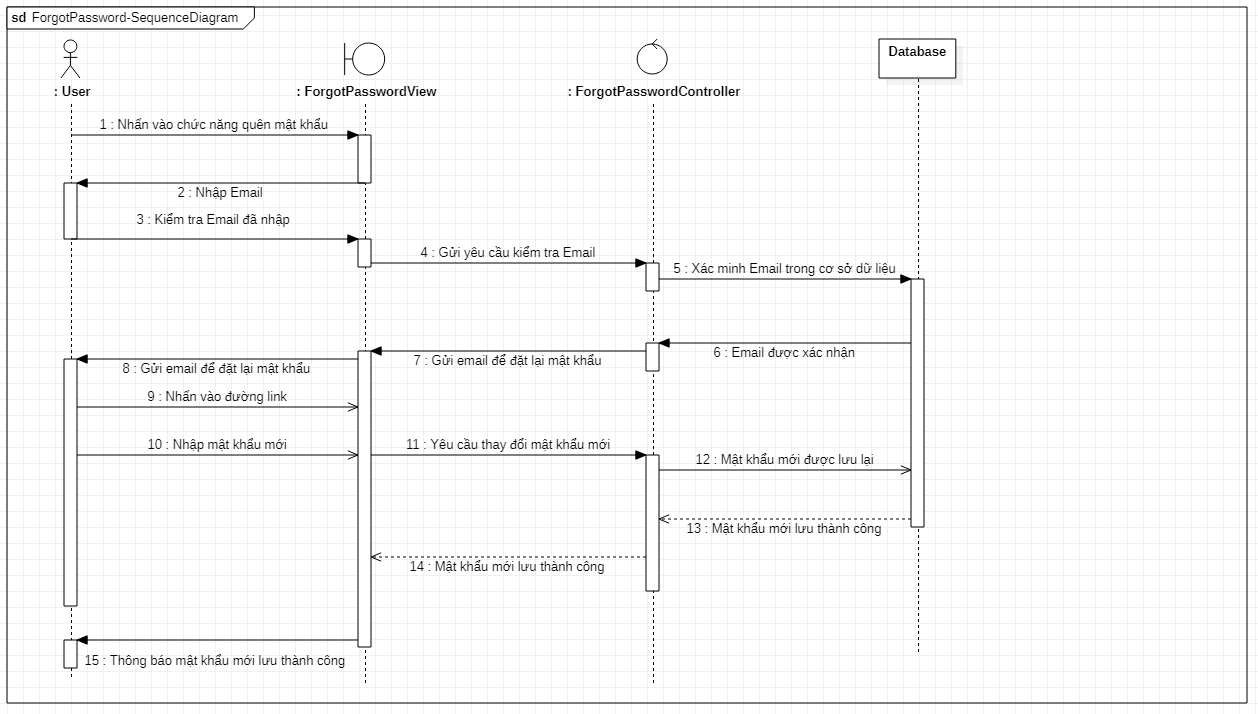 sd ForgotPassword-SequenceDiagram
Database
: User
: ForgotPasswordView
: ForgotPasswordController
1 : Nhấn vào chức năng quên mật khẩu
2 : Nhập Email
3 : Kiểm tra Email đã nhập
4 : Gửi yêu cầu kiểm tra Email
5 : Xác minh Email trong cơ sở dữ liệu
6 : Email được xác nhận
7 : Gửi email để đặt lại mật khẩu
8 : Gửi email để đặt lại mật khẩu
9 : Nhấn vào đường link
10 : Nhập mật khẩu mới
11 : Yêu cầu thay đổi mật khẩu mới
12 : Mật khẩu mới được lưu lại
13 : Mật khẩu mới lưu thành công
14 : Mật khẩu mới lưu thành công
15 : Thông báo mật khẩu mới lưu thành công